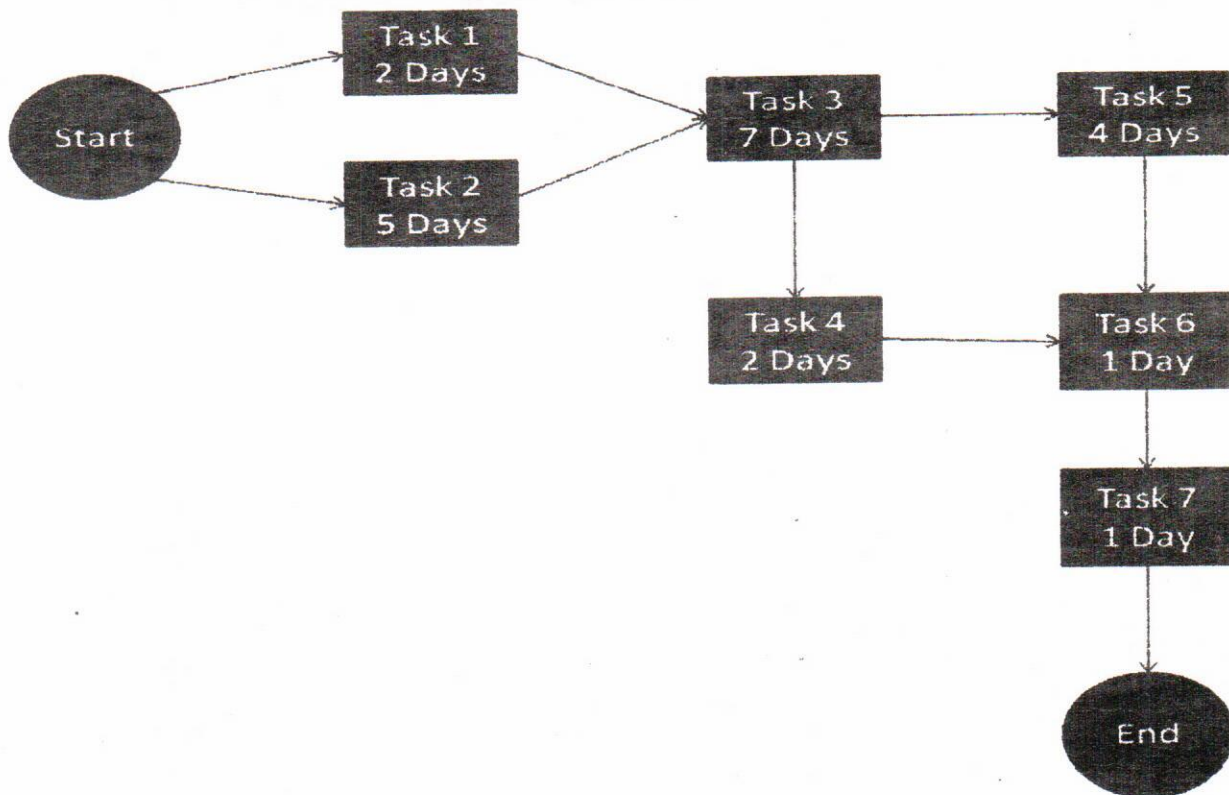 Start
Task 1
2 Days
Task 2
5 Days
Task 3
7 Days
Task 5
4 Days
Task 4
2 Days
Task 6
1 Day
Task 7
1 Day
End